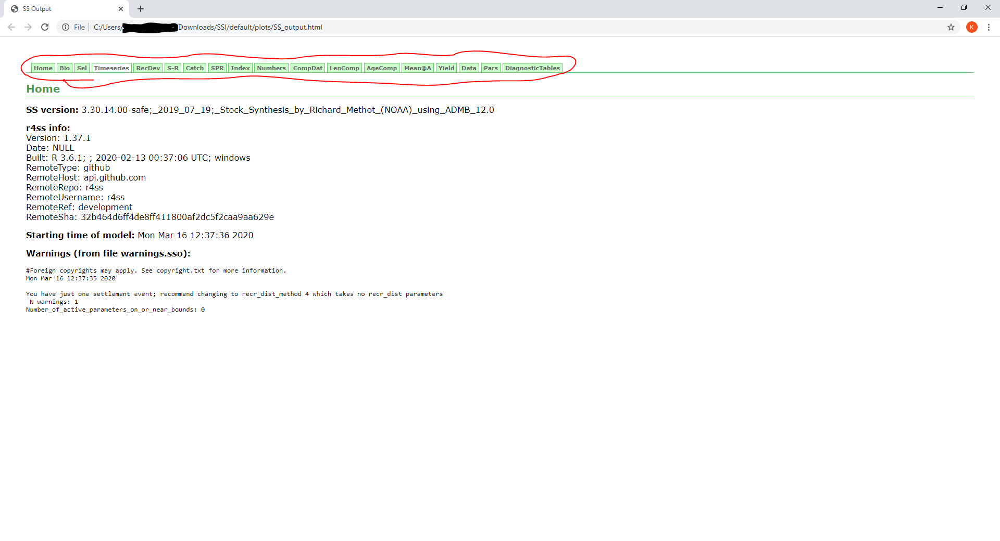 SS Output
File C:/Users/ Downloads/SSI/default/plots/SS_output.html K
Home Bio Sel Timeseries RecDev S-R Catch SPR Index Numbers CompDat LenComp AgeComp Mean@A Yield Data Pars DiagnosticTables
Home
SS version: 3.30.14.00-safe;_2019_07_19;_Stock_Synthesis_by_Richard_Methot_(NOAA)_using_ADMB_12.0
r4ss info:
Version: 1.37.1
Date: NULL
Built: R 3.6.1; ; 2020-02-13 00:37:06 UTC; windows
RemoteType: github
RemoteHost: api.github.com
RemoteRepo: r4ss
RemoteUsername: r4ss
RemoteRef: development
RemoteSha: 32b464d6ff4de8ff411800af2dc5f2caa9aa629e
Starting time of model: Mon Mar 16 12:37:36 2020
Warnings (from file warnings.sso):
#Foreign copyrights may apply. See copyright.txt for more information.
Mon Mar 16 12:37:35 2020
You have just one settlement event; recommend changing to recr_dist_method 4 which takes no recr_dist parameters
N warnings: 1
Number_of_active_parameters_on_or_near_bounds: 0